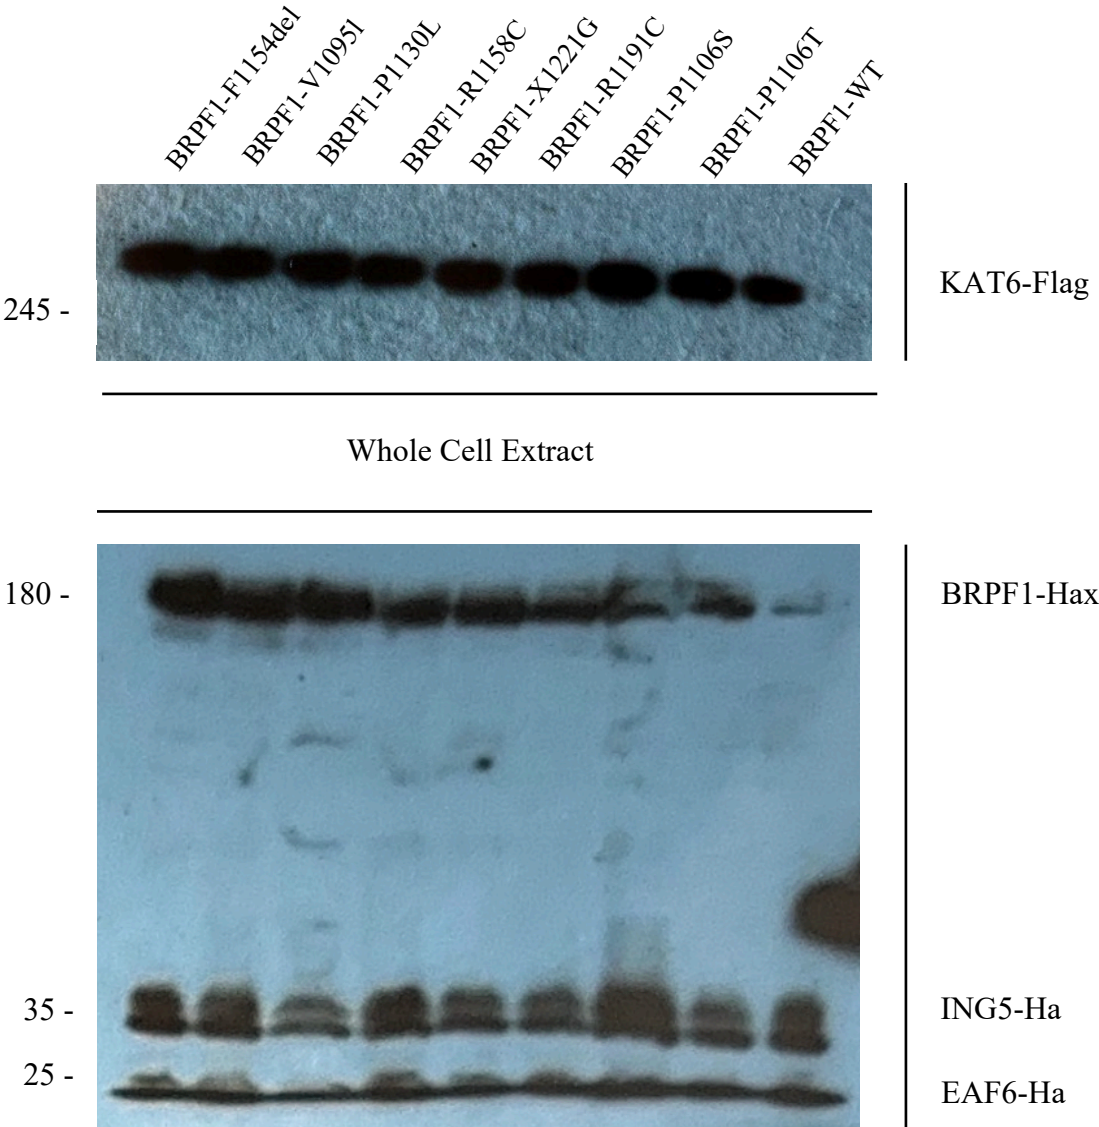 BRPF1-F1154del
BRPF1-V1095l
BRPF1-P1130L
BRPF1-R1158C
BRPF1-X1221G
BRPF1-R1191C
BRPF1-P1106S
BRPF1-P1106T
BRPF1-WT
KAT6-Flag
245 -
Whole Cell Extract
180 -
BRPF1-Hax
35 -
ING5-Ha
25 -
EAF6-Ha